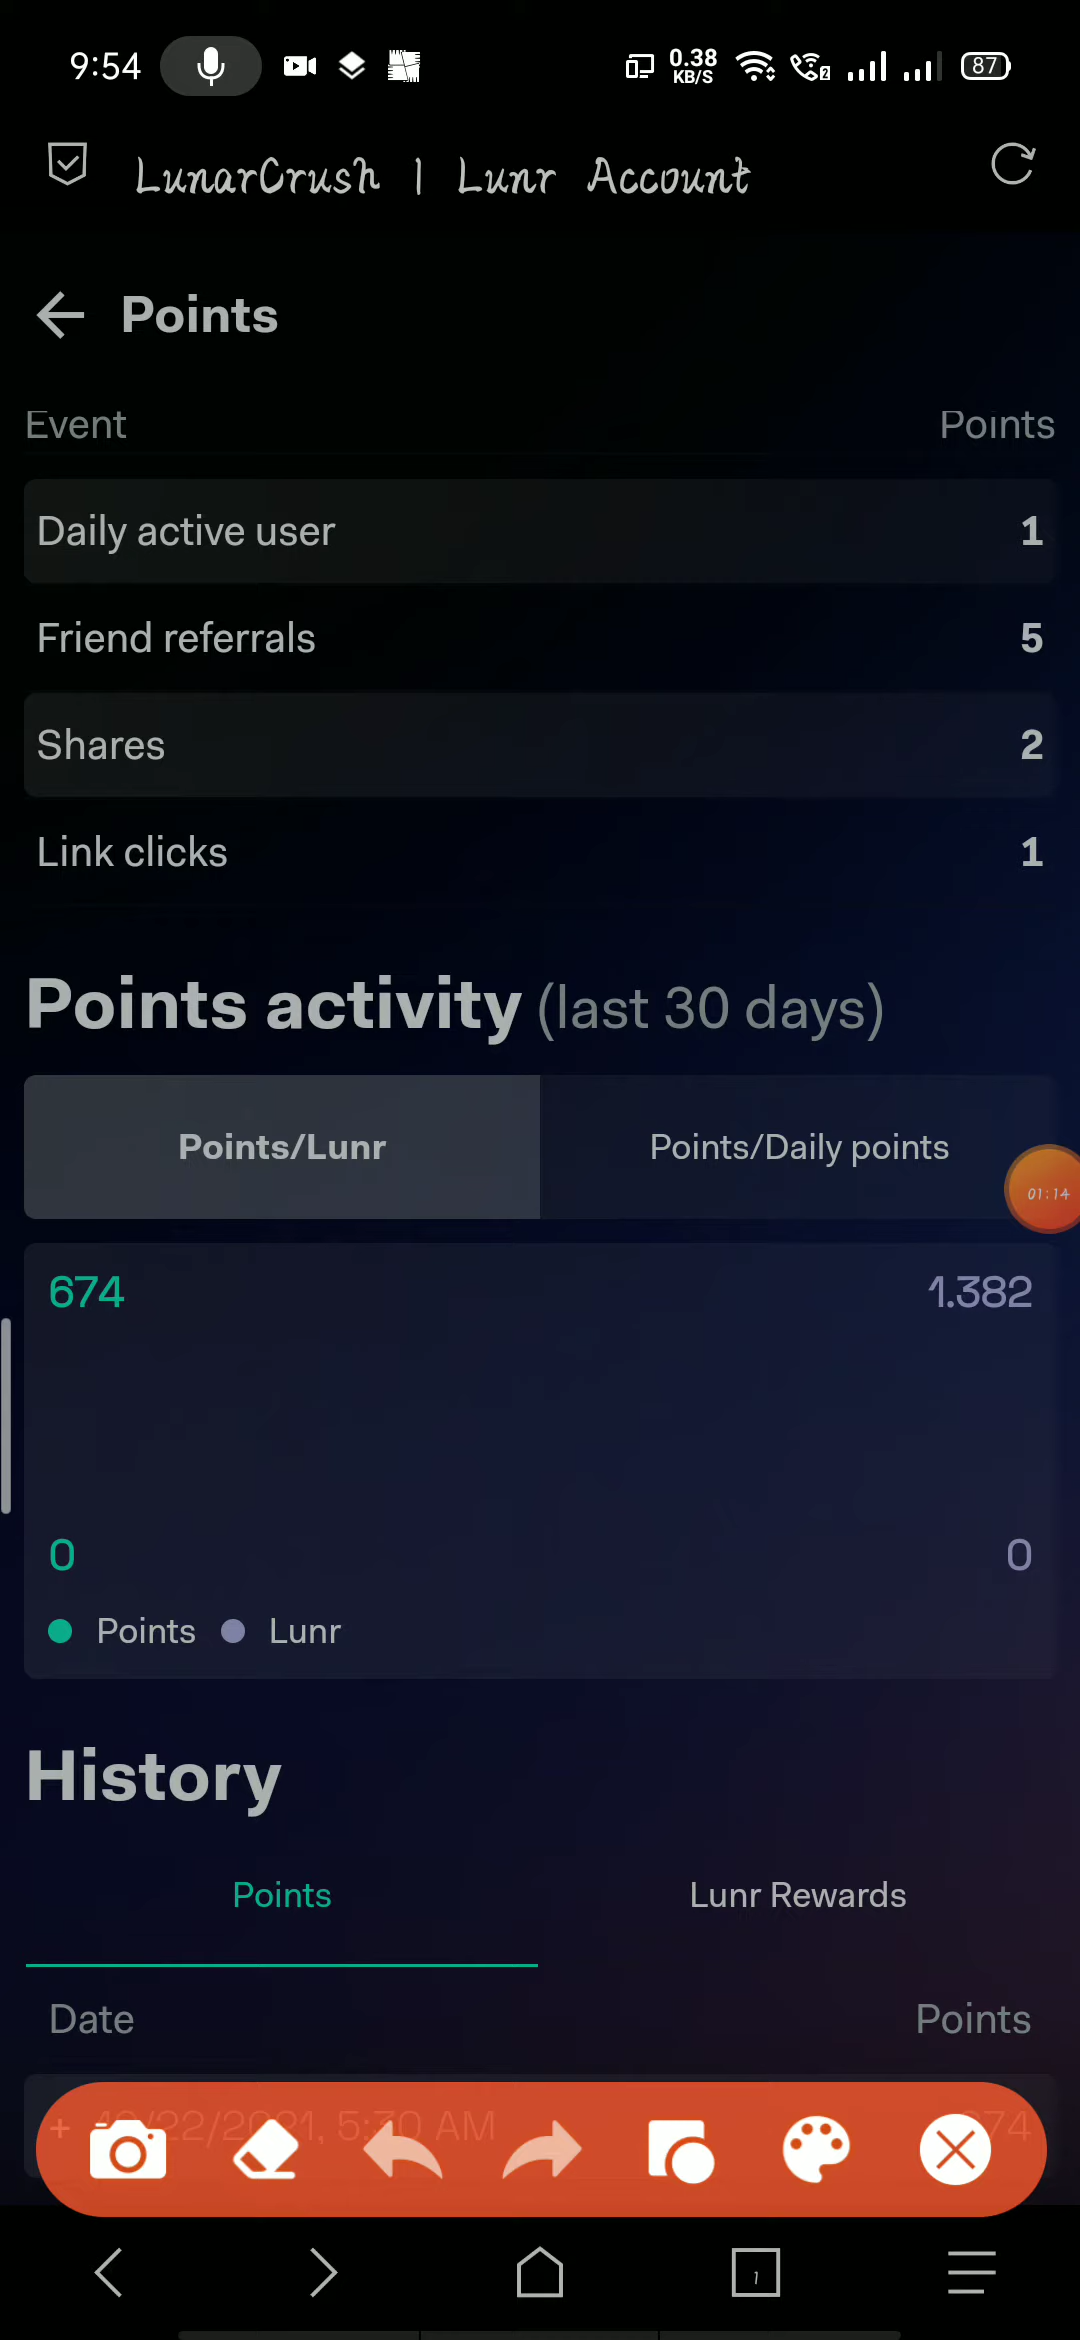 9:54 0.38 KB/S 2 87
LunarCrush | Lunr Account
Points
Event Points
Daily active user 1
Friend referrals 5
Shares 2
Link clicks 1
Points activity (last 30 days)
Points/Lunr Points/Daily points
01:14
674 1.382
0 0
Points Lunr
History
Points Lunr Rewards
Date Points
1